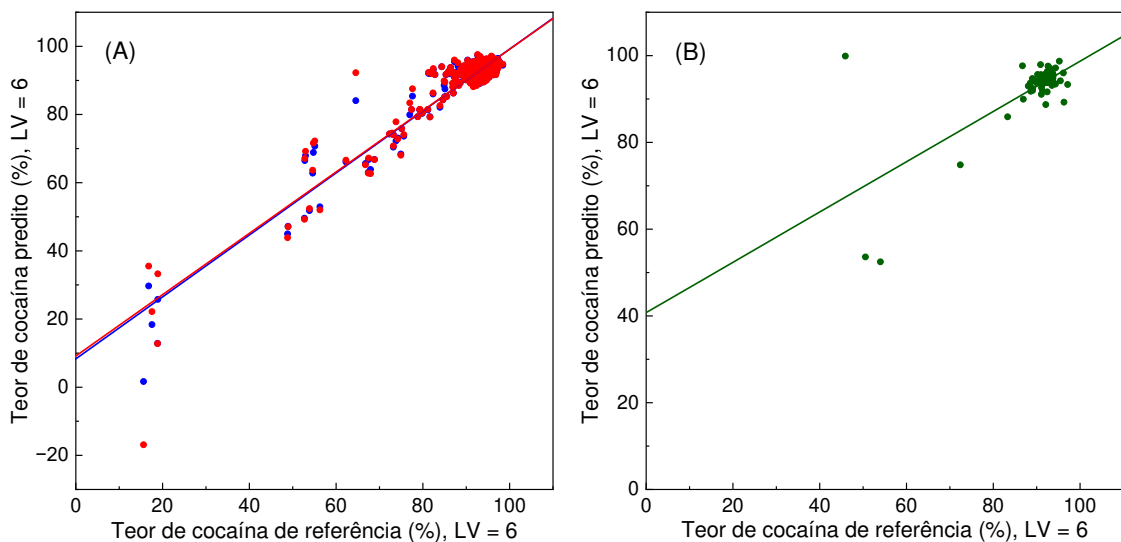 (A)
Teor de cocaína predito (%), LV = 6
100
80
60
40
20
0
−20
0 20 40 60 80 100
Teor de cocaína de referência (%), LV = 6
(B)
Teor de cocaína predito (%), LV = 6
100
80
60
40
20
0
0 20 40 60 80 100
Teor de cocaína de referência (%), LV = 6